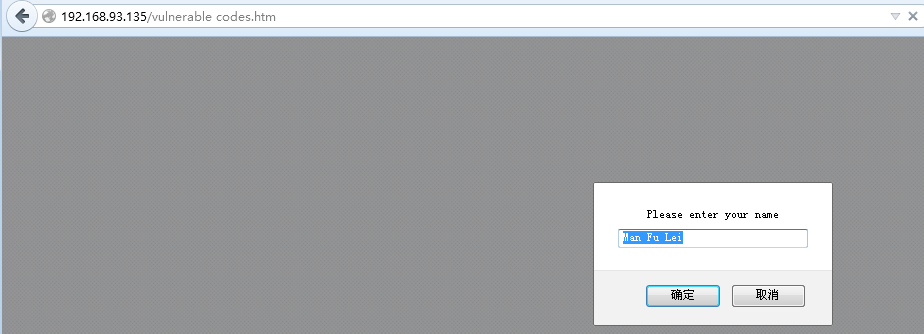 192.168.93.135/vulnerable codes.htm
Please enter your name
Man Fu Lei
确定 取消